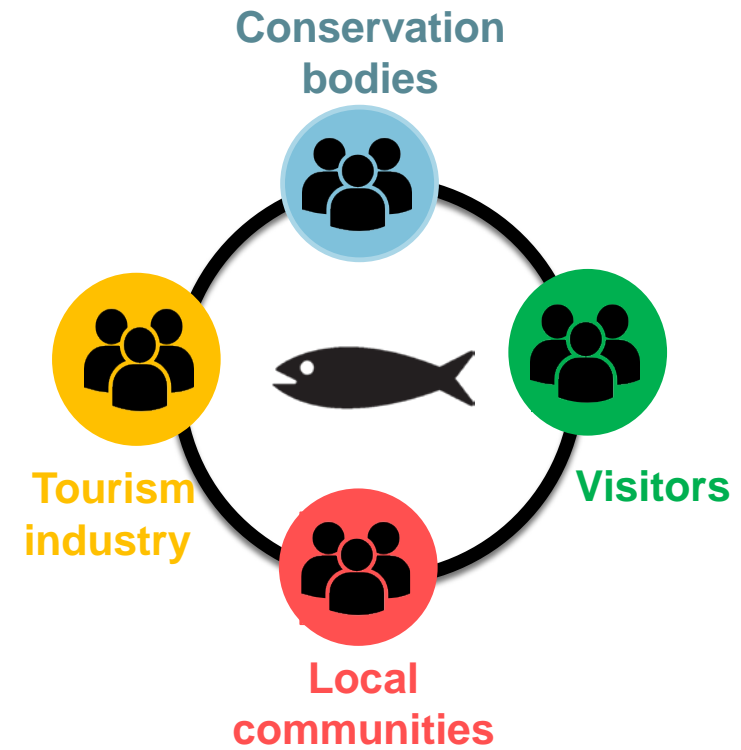 Conservation
bodies
Tourism
industry
Visitors
Local
communities